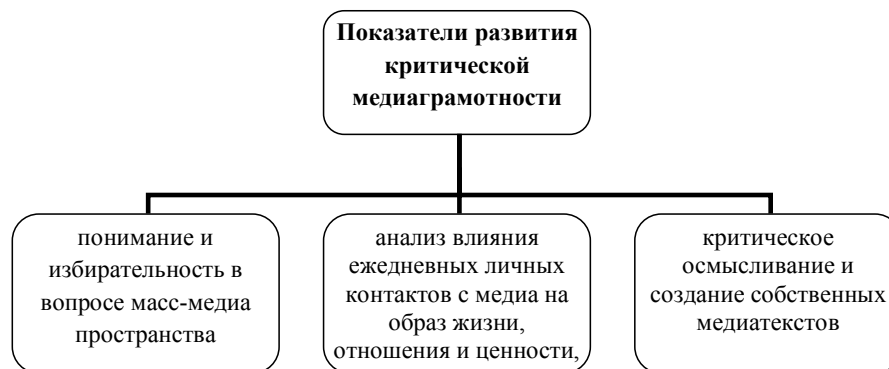 Показатели развития
критической
медиаграмотности
понимание и
избирательность в
вопросе масс-медиа
пространства
анализ влияния
ежедневных личных
контактов с медиа на
образ жизни,
отношения и ценности,
критическое
осмысливание и
создание собственных
медиатекстов